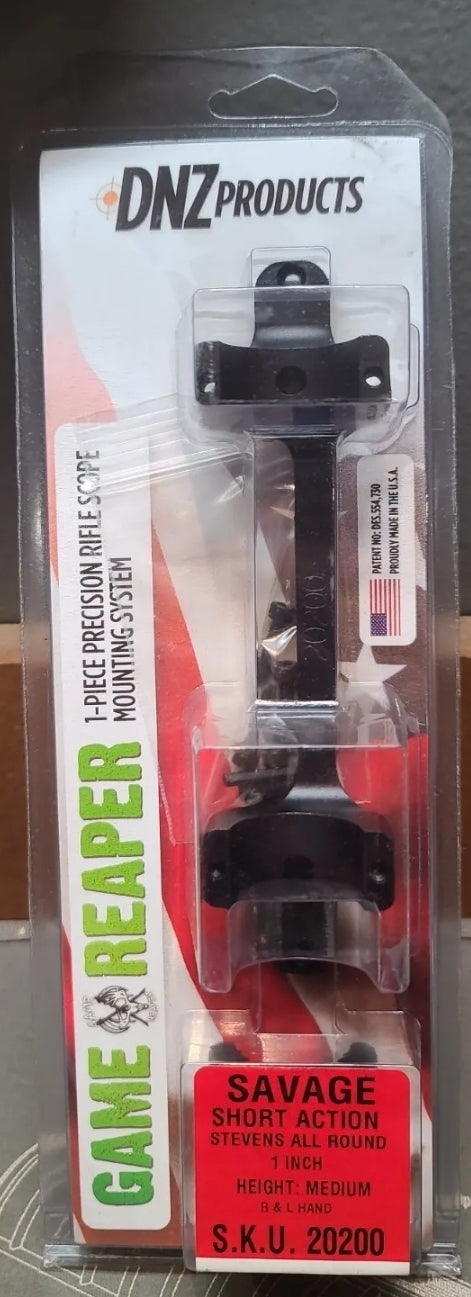 DNZ PRODUCTS
1-PIECE PRECISION RIFLE SCOPE
MOUNTING SYSTEM
GAME REAPER
PATENT NO: DES.554,730
PROUDLY MADE IN THE U.S.A.
20200
SAVAGE
SHORT ACTION
STEVENS ALL ROUND
1 INCH
HEIGHT: MEDIUM
R & L HAND
S.K.U. 20200